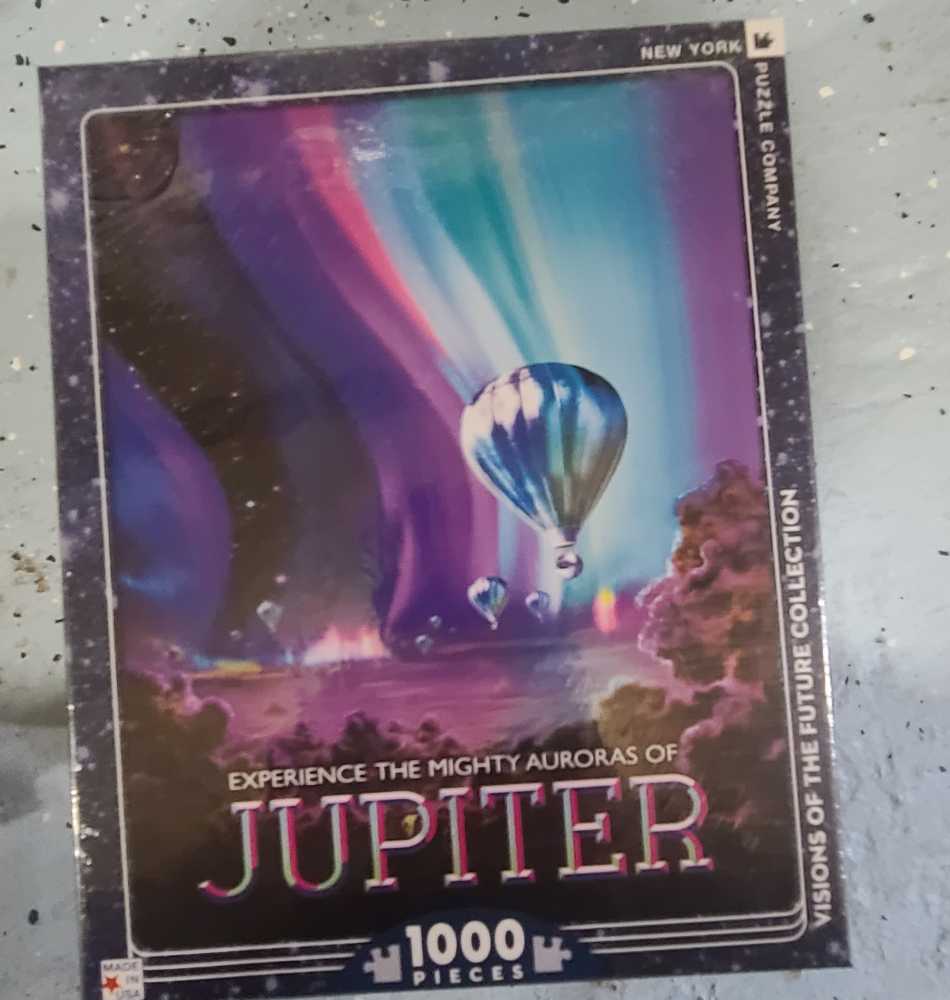 NEW YORK
PUZZLE COMPANY
VISIONS OF THE FUTURE COLLECTION
EXPERIENCE THE MIGHTY AURORAS OF
JUPITER
1000
PIECES
MADE
IN
USA